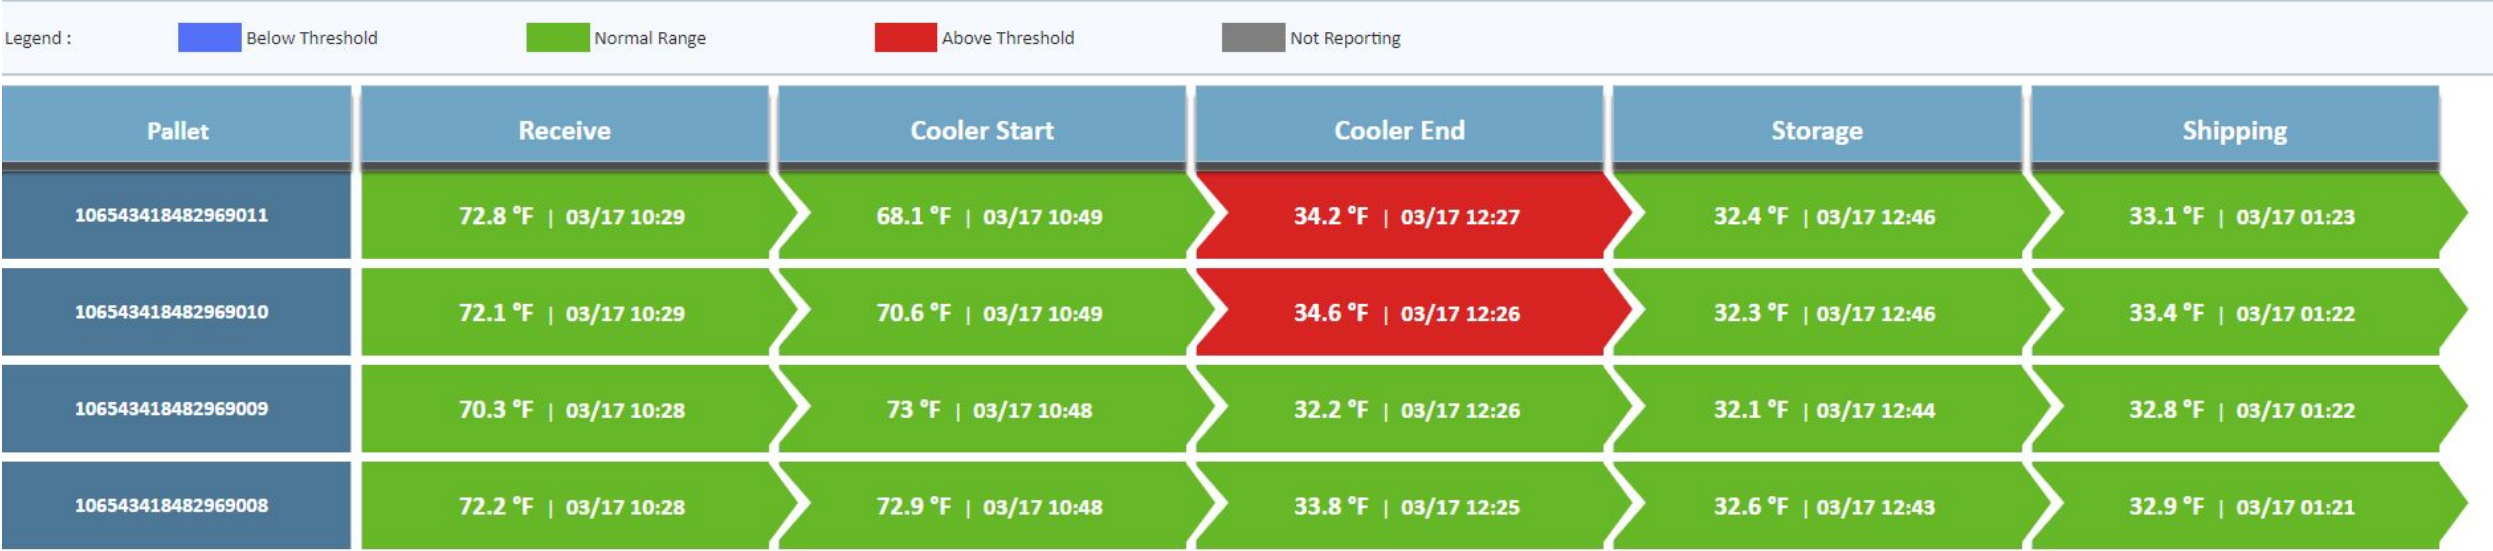 Legend : Below Threshold Normal Range Above Threshold Not Reporting
Pallet Receive Cooler Start Cooler End Storage Shipping
106543418482969011 72.8 °F | 03/17 10:29 68.1 °F | 03/17 10:49 34.2 °F | 03/17 12:27 32.4 °F | 03/17 12:46 33.1 °F | 03/17 01:23
106543418482969010 72.1 °F | 03/17 10:29 70.6 °F | 03/17 10:49 34.6 °F | 03/17 12:26 32.3 °F | 03/17 12:46 33.4 °F | 03/17 01:22
106543418482969009 70.3 °F | 03/17 10:28 73 °F | 03/17 10:48 32.2 °F | 03/17 12:26 32.1 °F | 03/17 12:44 32.8 °F | 03/17 01:22
106543418482969008 72.2 °F | 03/17 10:28 72.9 °F | 03/17 10:48 33.8 °F | 03/17 12:25 32.6 °F | 03/17 12:43 32.9 °F | 03/17 01:21